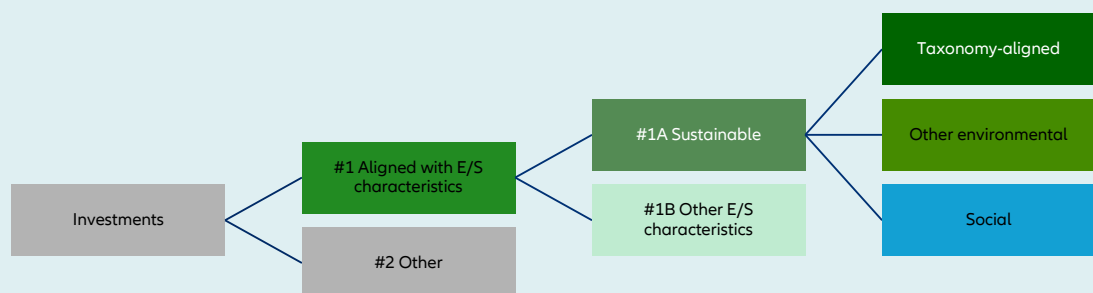 Investments
#1 Aligned with E/S
characteristics
#2 Other
#1A Sustainable
#1B Other E/S
characteristics
Taxonomy-aligned
Other environmental
Social